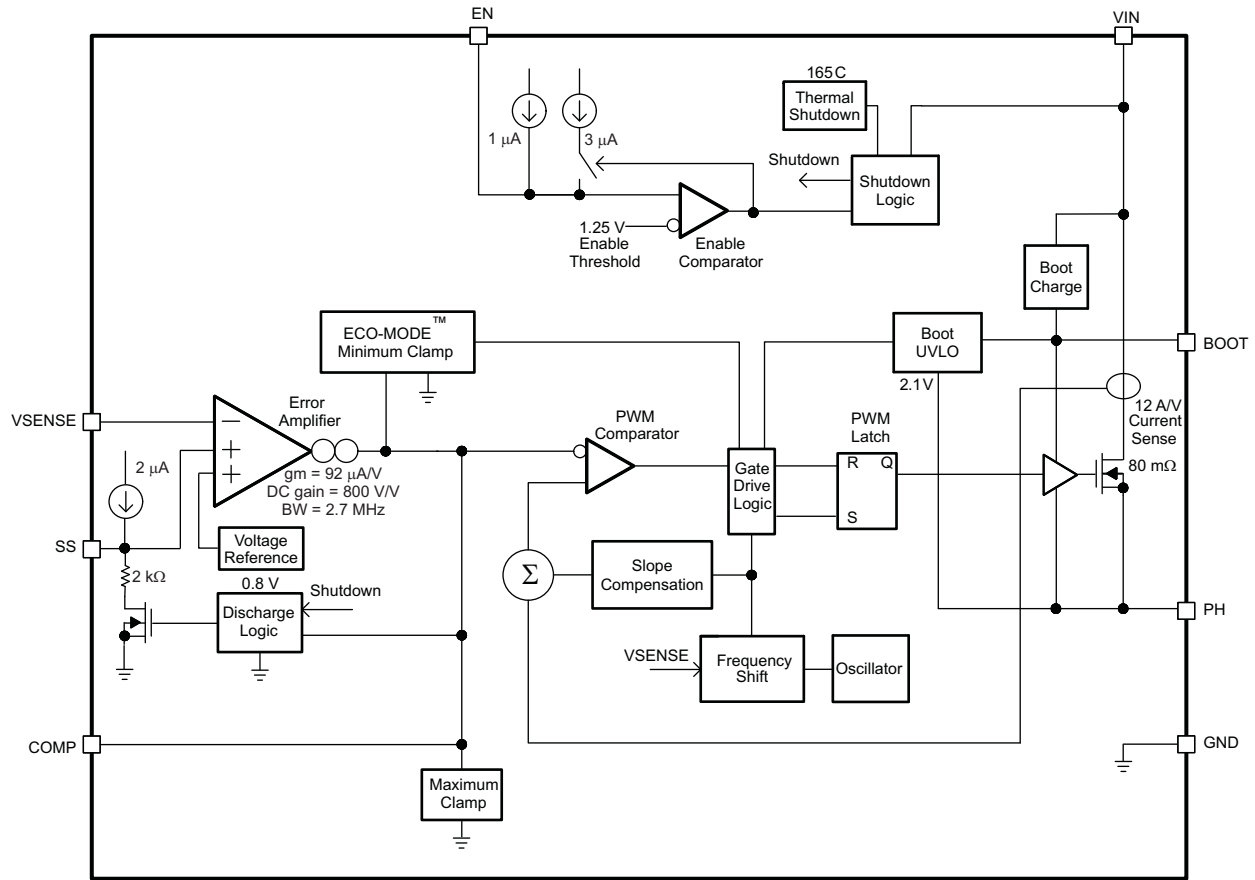 EN
VIN
165C
Thermal
Shutdown
1 μA
3 μA
Shutdown
Shutdown
Logic
1.25 V
Enable
Threshold
Enable
Comparator
Boot
Charge
ECO-MODE™
Minimum Clamp
Boot
UVLO
BOOT
2.1 V
12 A/V
Current
Sense
VSENSE
Error
Amplifier
PWM
Comparator
PWM
Latch
gm = 92 μA/V
DC gain = 800 V/V
BW = 2.7 MHz
2 μA
Gate
Drive
Logic
R Q
S
80 mΩ
SS
Voltage
Reference
2 kΩ
0.8 V
Shutdown
Discharge
Logic
Σ
Slope
Compensation
PH
VSENSE
Frequency
Shift
Oscillator
COMP
GND
Maximum
Clamp